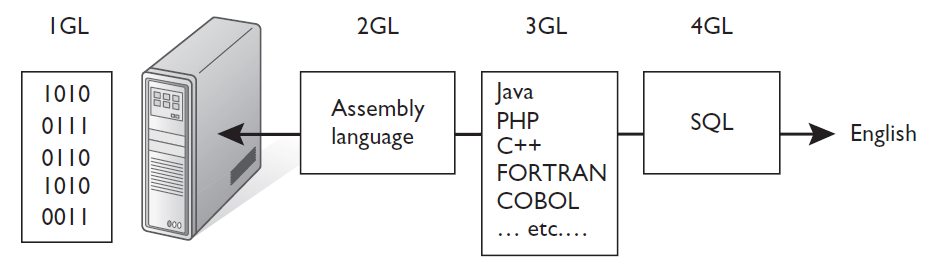 1GL
2GL
3GL
4GL
1010
0111
0110
1010
0011
Assembly
language
Java
PHP
C++
FORTRAN
COBOL
... etc....
SQL
English